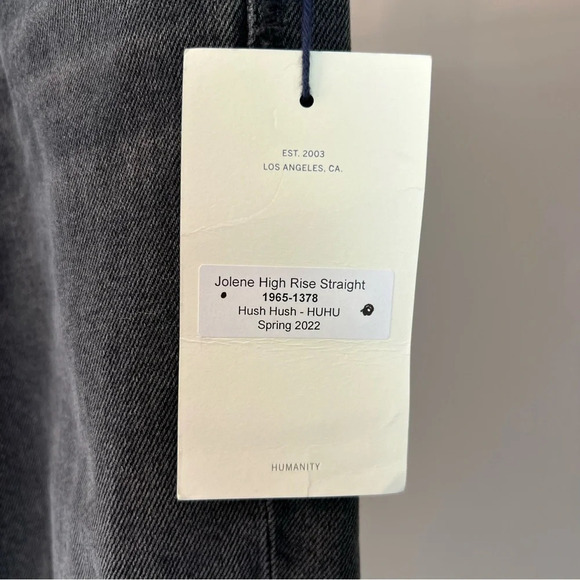 EST. 2003
LOS ANGELES, CA.
Jolene High Rise Straight
1965-1378
Hush Hush - HUHU
Spring 2022
HUMANITY